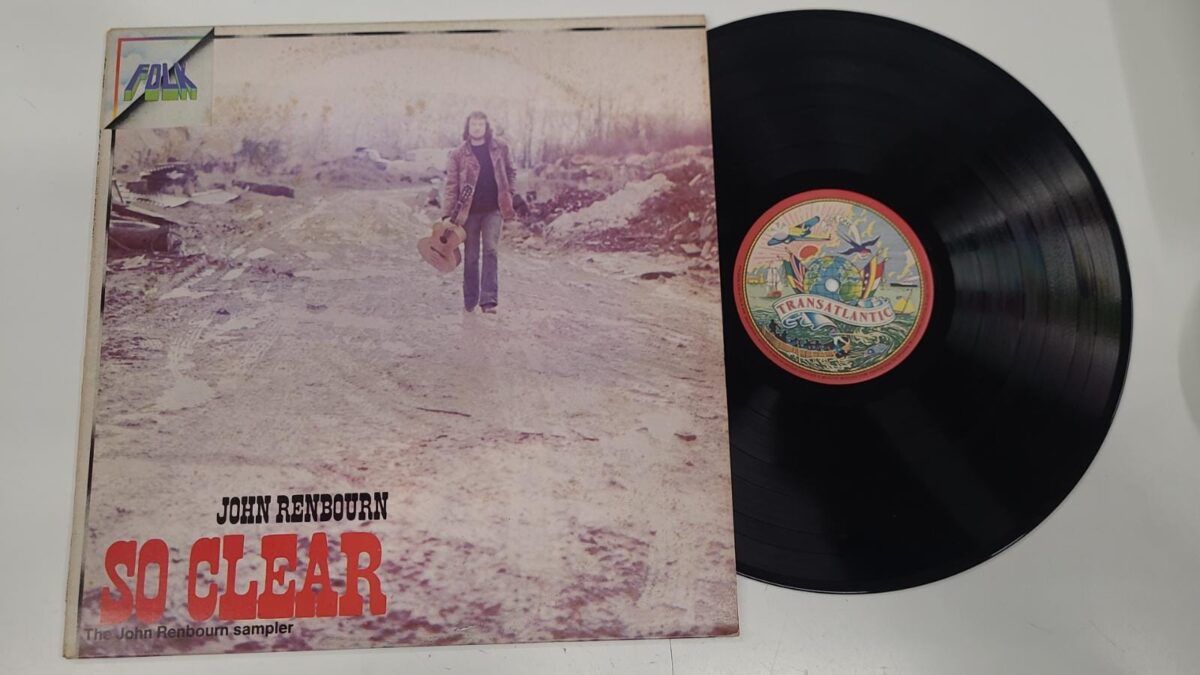 FOLK
JOHN RENBOURN
SO CLEAR
The John Renbourn sampler
TRANSATLANTIC